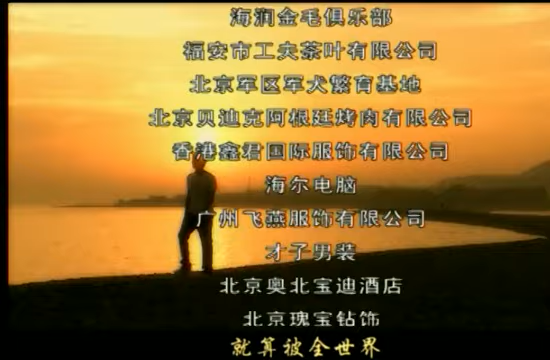 海润金毛俱乐部
福安市工夫茶叶有限公司
北京军区军犬繁育基地
北京贝迪克阿根廷烤肉有限公司
香港鑫君国际服饰有限公司
海尔电脑
广州飞燕服饰有限公司
才子男装
北京奥北宝迪酒店
北京瑰宝钻饰
就算被全世界